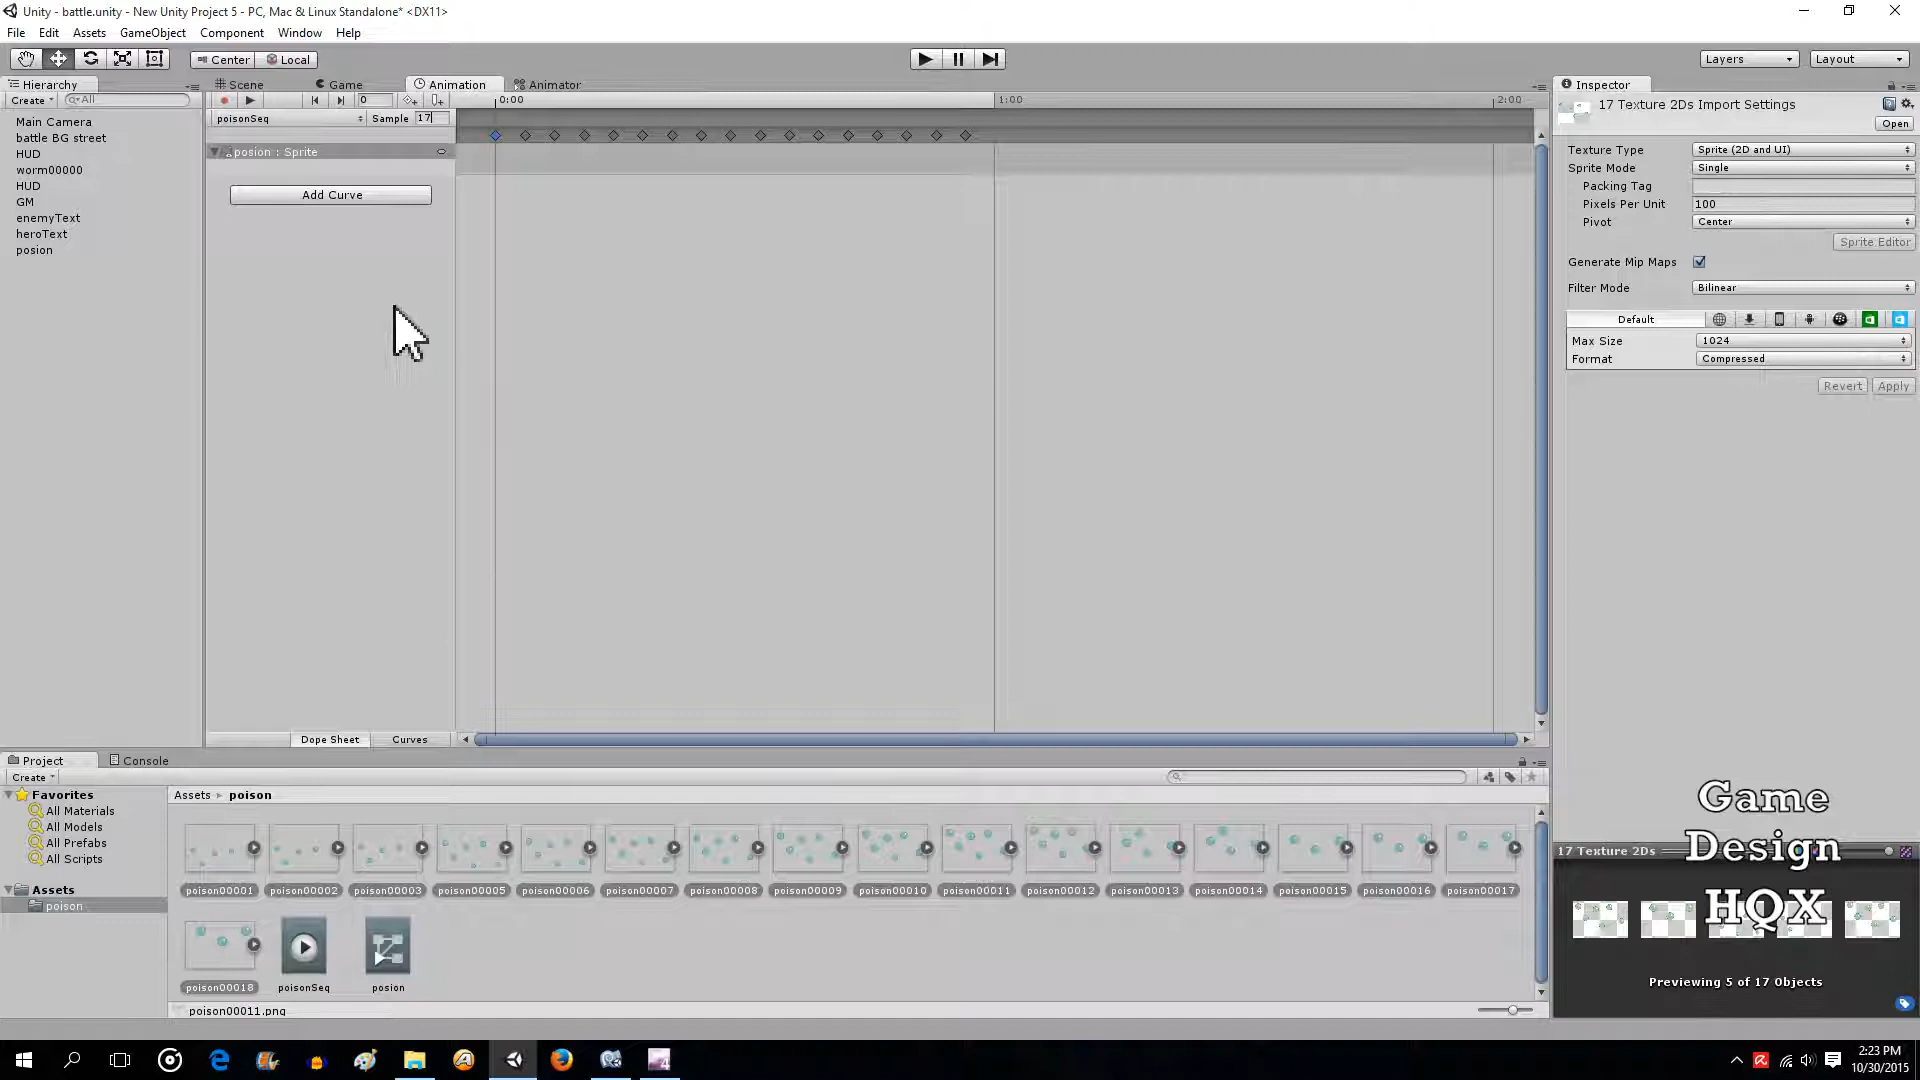 Unity - battle.unity - New Unity Project 5 - PC, Mac & Linux Standalone* <DX11>
File Edit Assets GameObject Component Window Help
Center Local Layers Layout
Hierarchy
Create All
Main Camera
battle BG street
HUD
worm00000
HUD
GM
enemyText
heroText
posion
Scene Game Animation Animator
0 0:00 1:00 2:00
poisonSeq Sample 17
posion : Sprite
Add Curve
Dope Sheet Curves
Inspector
17 Texture 2Ds Import Settings
Open
Texture Type Sprite (2D and UI)
Sprite Mode Single
Packing Tag
Pixels Per Unit 100
Pivot Center
Sprite Editor
Generate Mip Maps
Filter Mode Bilinear
Default
Max Size 1024
Format Compressed
Revert Apply
Project Console
Create
Favorites
All Materials
All Models
All Prefabs
All Scripts
Assets
poison
Assets poison
poison00001 poison00002 poison00003 poison00005 poison00006 poison00007 poison00008 poison00009 poison00010 poison00011 poison00012 poison00013 poison00014 poison00015 poison00016 poison00017
poison00018 poisonSeq posion
poison00011.png
17 Texture 2Ds
Game
Design
HQX
Previewing 5 of 17 Objects
2:23 PM
10/30/2015